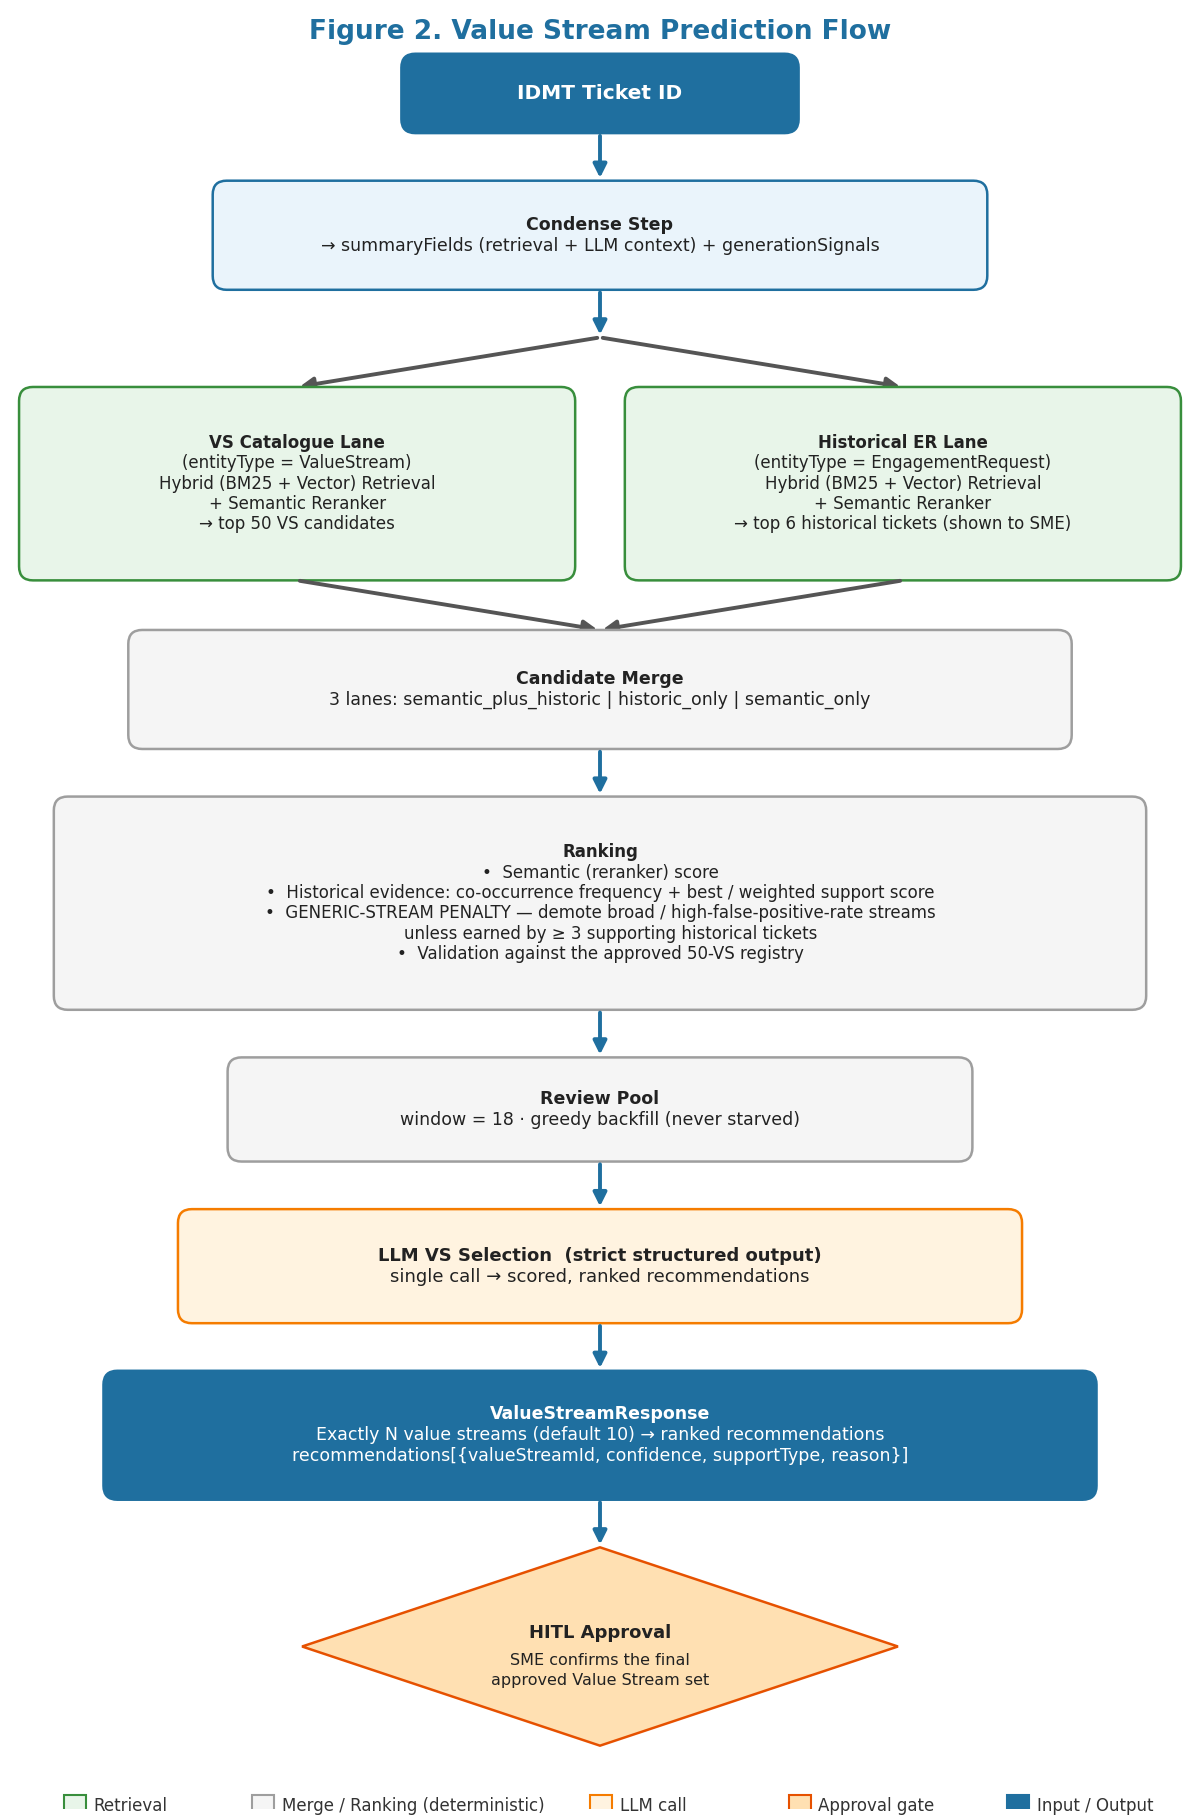 Figure 2. Value Stream Prediction Flow
IDMT Ticket ID
Condense Step
→ summaryFields (retrieval + LLM context) + generationSignals
VS Catalogue Lane
(entityType = ValueStream)
Hybrid (BM25 + Vector) Retrieval
+ Semantic Reranker
→ top 50 VS candidates
Historical ER Lane
(entityType = EngagementRequest)
Hybrid (BM25 + Vector) Retrieval
+ Semantic Reranker
→ top 6 historical tickets (shown to SME)
Candidate Merge
3 lanes: semantic_plus_historic | historic_only | semantic_only
Ranking
• Semantic (reranker) score
• Historical evidence: co-occurrence frequency + best / weighted support score
• GENERIC-STREAM PENALTY — demote broad / high-false-positive-rate streams
unless earned by ≥ 3 supporting historical tickets
• Validation against the approved 50-VS registry
Review Pool
window = 18 · greedy backfill (never starved)
LLM VS Selection (strict structured output)
single call → scored, ranked recommendations
ValueStreamResponse
Exactly N value streams (default 10) → ranked recommendations
recommendations[{valueStreamId, confidence, supportType, reason}]
HITL Approval
SME confirms the final
approved Value Stream set
Retrieval
Merge / Ranking (deterministic)
LLM call
Approval gate
Input / Output